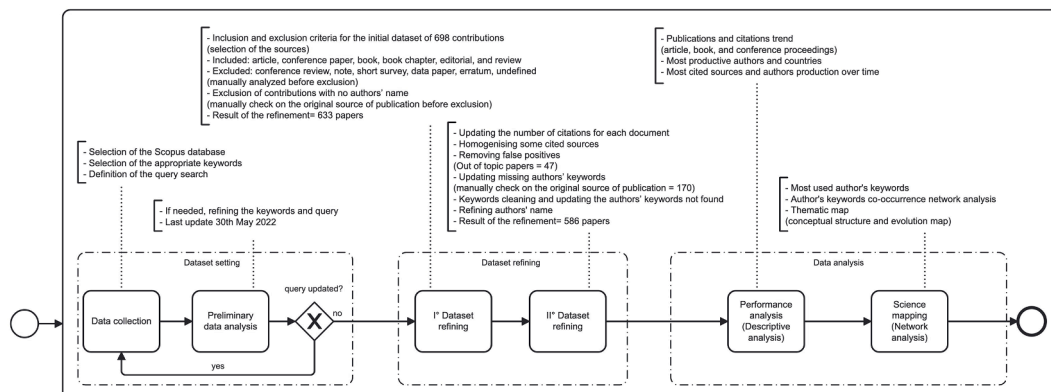 - Inclusion and exclusion criteria for the initial dataset of 698 contributions
(selection of the sources)
- Included: article, conference paper, book, book chapter, editorial, and review
- Excluded: conference review, note, short survey, data paper, erratum, undefined
(manually analyzed before exclusion)
- Exclusion of contributions with no authors' name
(manually check on the original source of publication before exclusion)
- Result of the refinement= 633 papers
- Publications and citations trend
(article, book, and conference proceedings)
- Most productive authors and countries
- Most cited sources and authors production over time
- Updating the number of citations for each document
- Homogenising some cited sources
- Removing false positives
(Out of topic papers = 47)
- Updating missing authors' keywords
(manually check on the original source of publication = 170)
- Keywords cleaning and updating the authors' keywords not found
- Refining authors' name
- Result of the refinement= 586 papers
- Selection of the Scopus database
- Selection of the appropriate keywords
- Definition of the query search
- If needed, refining the keywords and query
- Last update 30th May 2022
- Most used author's keywords
- Author's keywords co-occurrence network analysis
- Thematic map
(conceptual structure and evolution map)
Dataset setting
Data collection
Preliminary
data analysis
query updated?
X
no
yes
Dataset refining
I° Dataset
refining
II° Dataset
refining
Data analysis
Performance
analysis
(Descriptive
analysis)
Science
mapping
(Network
analysis)